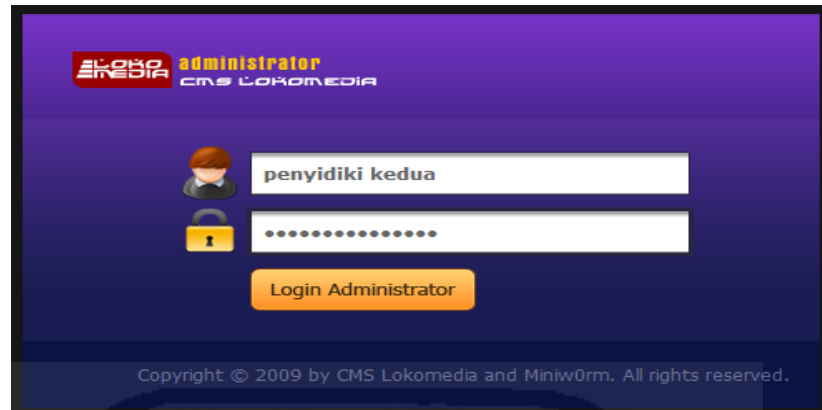 LOKO MEDIA
administrator
CMS LOKOMEDIA
penyidiki kedua
Login Administrator
Copyright © 2009 by CMS Lokomedia and Miniw0rm. All rights reserved.